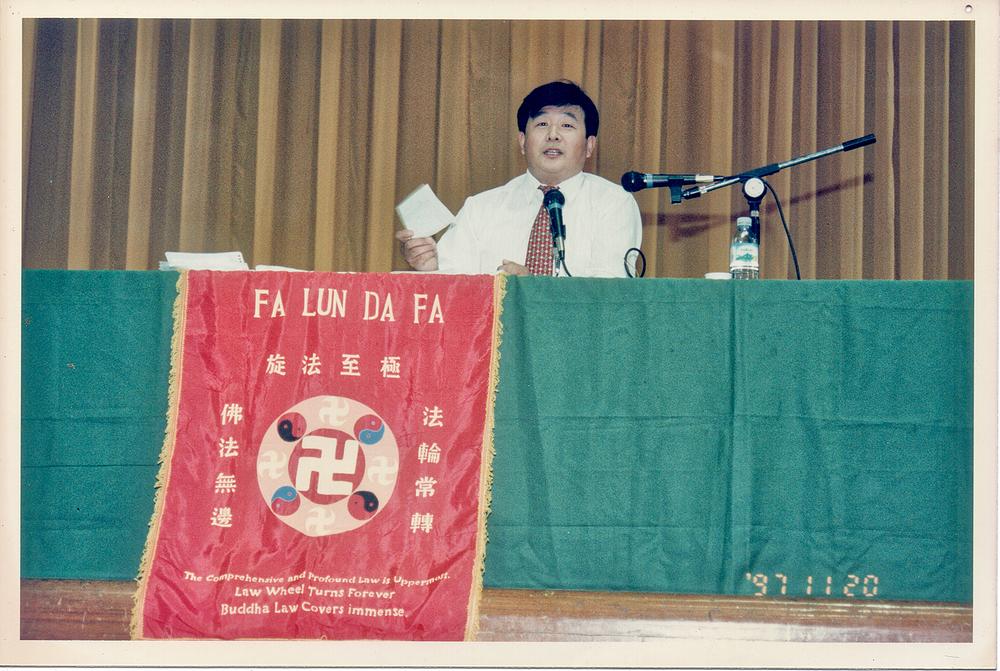 FA LUN DA FA
旋法至極
佛法無邊
法輪常轉
The Comprehensive and Profound Law is Uppermost.
Law Wheel Turns Forever
Buddha Law Covers immense.
'97 11 20